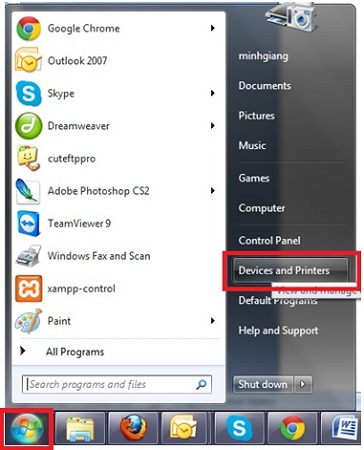 Google Chrome
Outlook 2007
Skype
Dreamweaver
cuteftppro
Adobe Photoshop CS2
TeamViewer 9
Windows Fax and Scan
xampp-control
Paint
All Programs
Search programs and files
minhgiang
Documents
Pictures
Music
Games
Computer
Control Panel
Devices and Printers
View and manage
Default Programs
Help and Support
Shut down